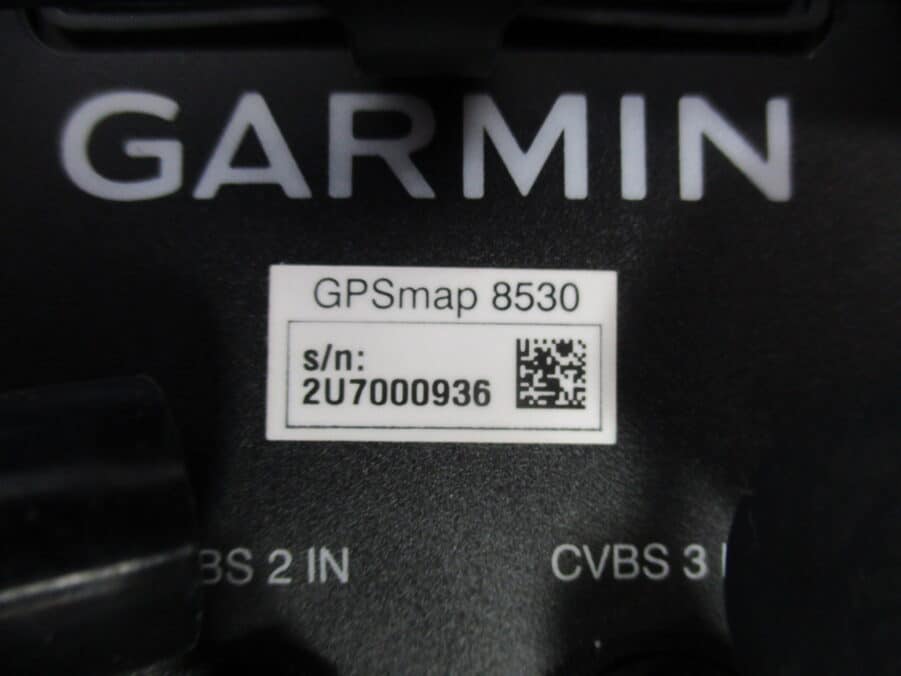 GARMIN
GPSmap 8530
s/n:
2U7000936
BS 2 IN
CVBS 3